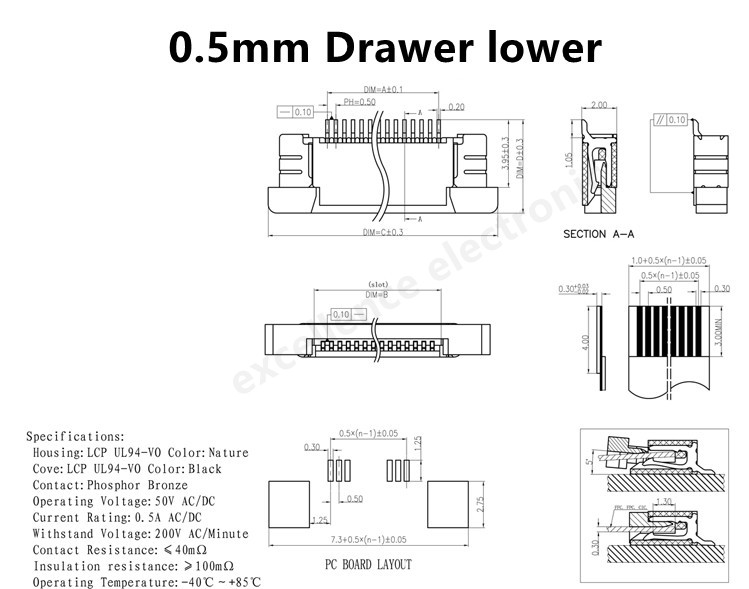 0.5mm Drawer lower
DIM=A±0.1
PH=0.50
A
0.20
0.10
3.95±0.3
DIM=D±0.3
A
DIM=C±0.3
2.00
1.05
0.10
SECTION A-A
(slot)
DIM=B
0.10
1.0+0.5×(n-1)±0.05
0.5×(n-1)±0.05
0.50
0.30
0.30+0.03
-0.03
4.00
3.00MIN
excellence electronic
Specifications:
Housing:LCP UL94-VO Color:Nature
Cove:LCP UL94-VO Color:Black
Contact:Phosphor Bronze
Operating Voltage:50V AC/DC
Current Rating:0.5A AC/DC
Withstand Voltage:200V AC/Minute
Contact Resistance:≤40mΩ
Insulation resistance:≥100mΩ
Operating Temperature:-40℃~+85℃
0.5×(n-1)±0.05
0.30
1.25
0.50
1.25
2.75
7.3+0.5×(n-1)±0.05
PC BOARD LAYOUT
5'
1.30
0.30